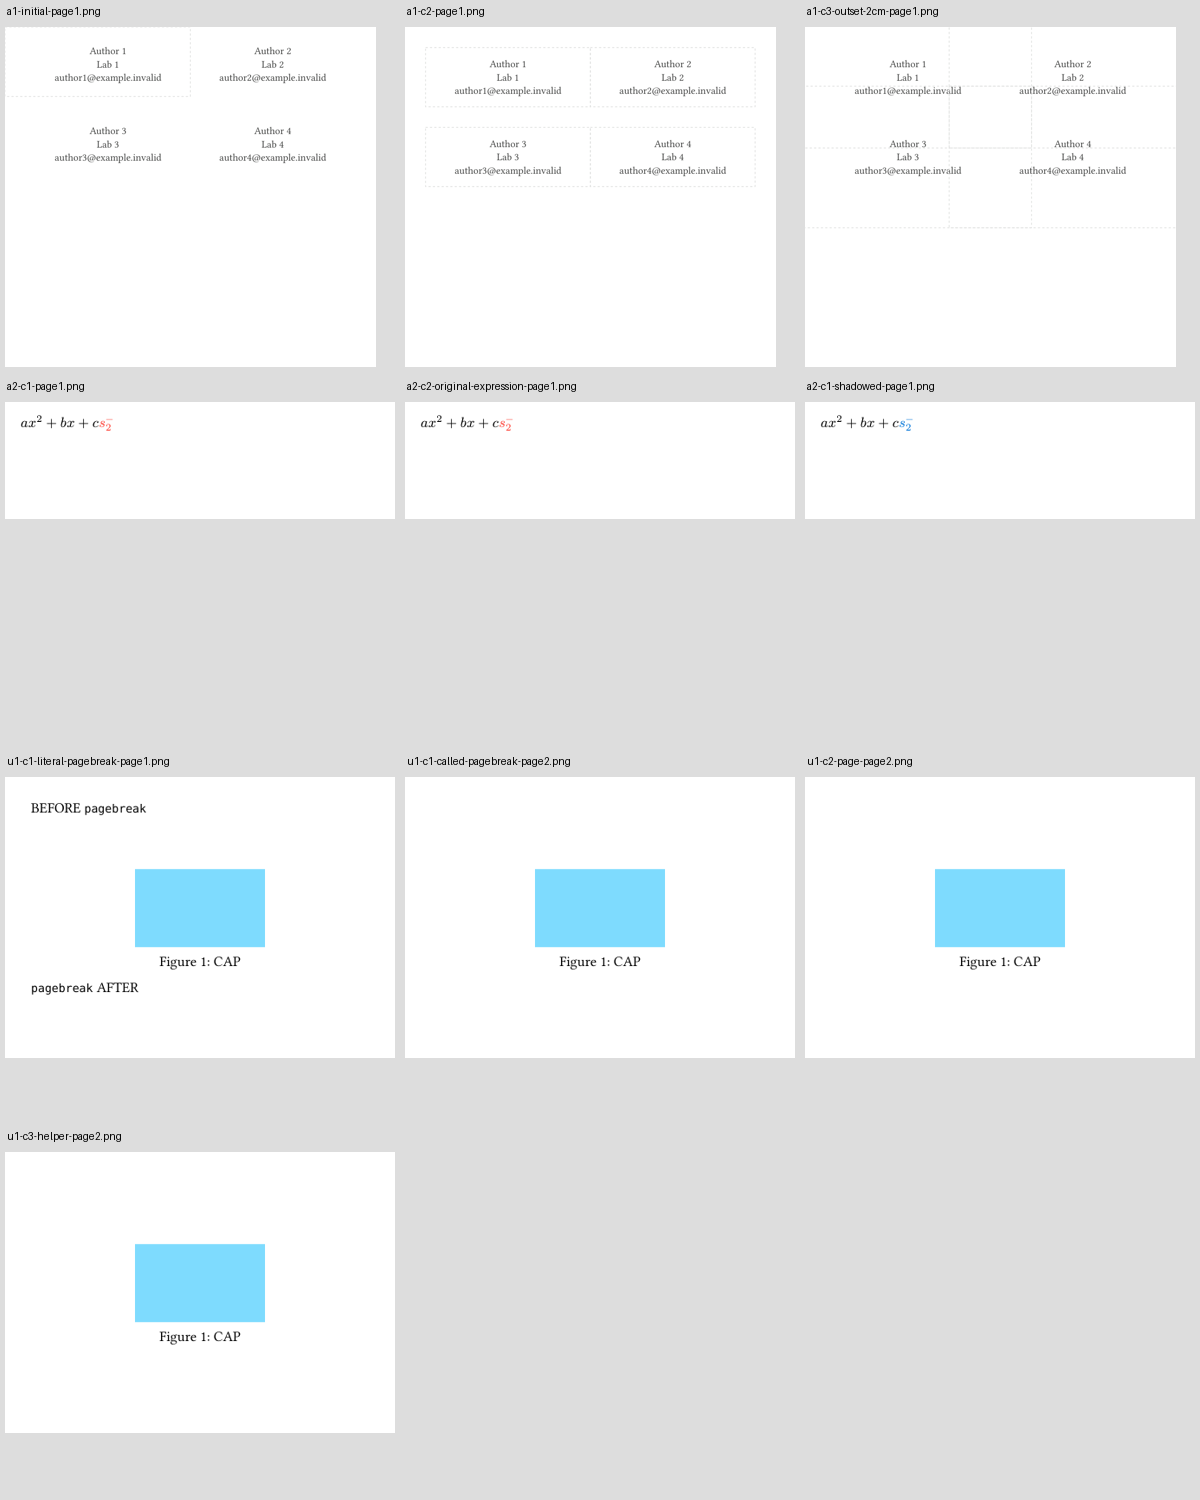 a1-initial-page1.png
a1-c2-page1.png
a1-c3-outset-2cm-page1.png
Author 1
Lab 1
author1@example.invalid
Author 2
Lab 2
author2@example.invalid
Author 3
Lab 3
author3@example.invalid
Author 4
Lab 4
author4@example.invalid
Author 1
Lab 1
author1@example.invalid
Author 2
Lab 2
author2@example.invalid
Author 3
Lab 3
author3@example.invalid
Author 4
Lab 4
author4@example.invalid
Author 1
Lab 1
author1@example.invalid
Author 2
Lab 2
author2@example.invalid
Author 3
Lab 3
author3@example.invalid
Author 4
Lab 4
author4@example.invalid
a2-c1-page1.png
a2-c2-original-expression-page1.png
a2-c1-shadowed-page1.png
ax² + bx + cs₂⁻
ax² + bx + cs₂⁻
ax² + bx + cs₂⁻
u1-c1-literal-pagebreak-page1.png
u1-c1-called-pagebreak-page2.png
u1-c2-page-page2.png
BEFORE pagebreak
Figure 1: CAP
pagebreak AFTER
Figure 1: CAP
Figure 1: CAP
u1-c3-helper-page2.png
Figure 1: CAP